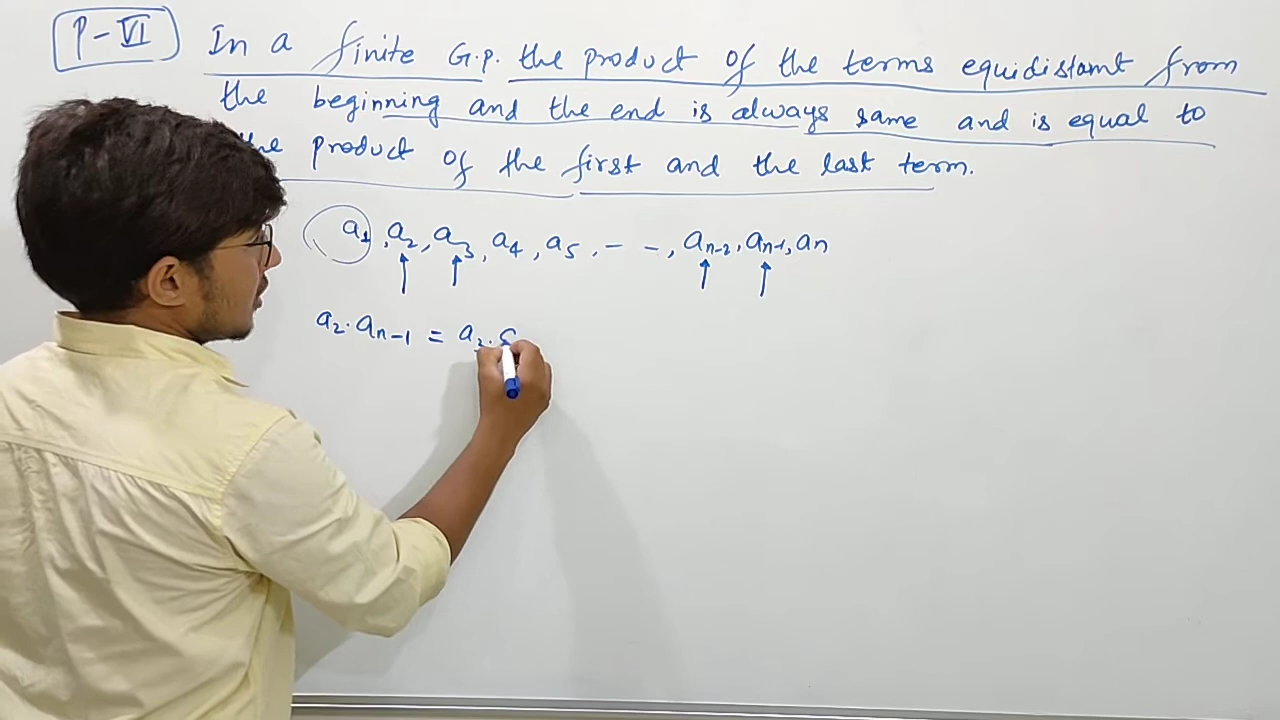 P-VI
In a finite G.P. the product of the terms equidistant from
the beginning and the end is always same and is equal to
the product of the first and the last term.
a1, a2, a3, a4, a5, - -, an-2, an-1, an
a2.an-1 = a2.